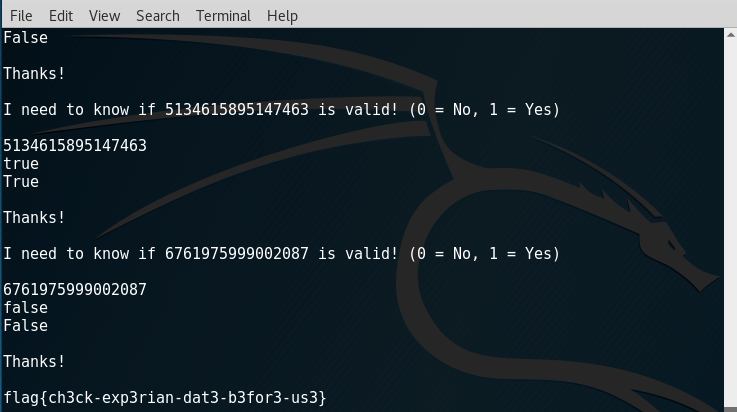 File Edit View Search Terminal Help
False
Thanks!
I need to know if 5134615895147463 is valid! (0 = No, 1 = Yes)
5134615895147463
true
True
Thanks!
I need to know if 6761975999002087 is valid! (0 = No, 1 = Yes)
6761975999002087
false
False
Thanks!
flag{ch3ck-exp3rian-dat3-b3for3-us3}